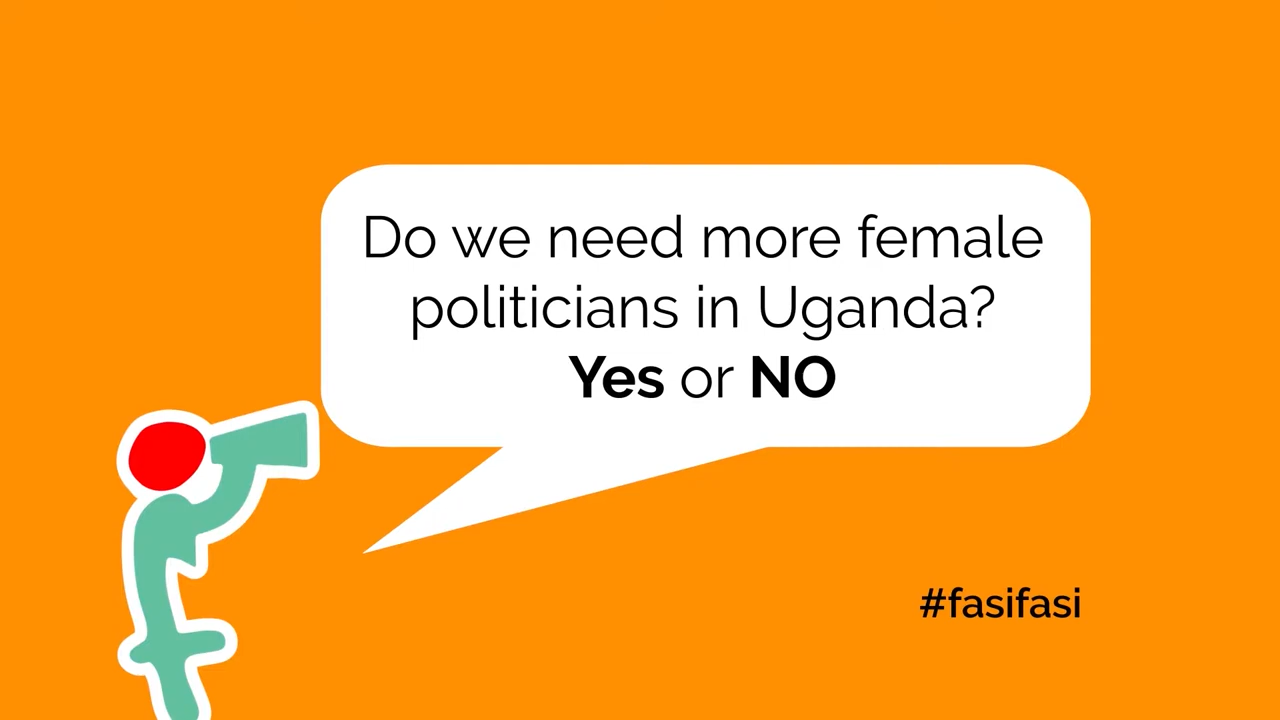 Do we need more female
politicians in Uganda?
Yes or NO
#fasifasi